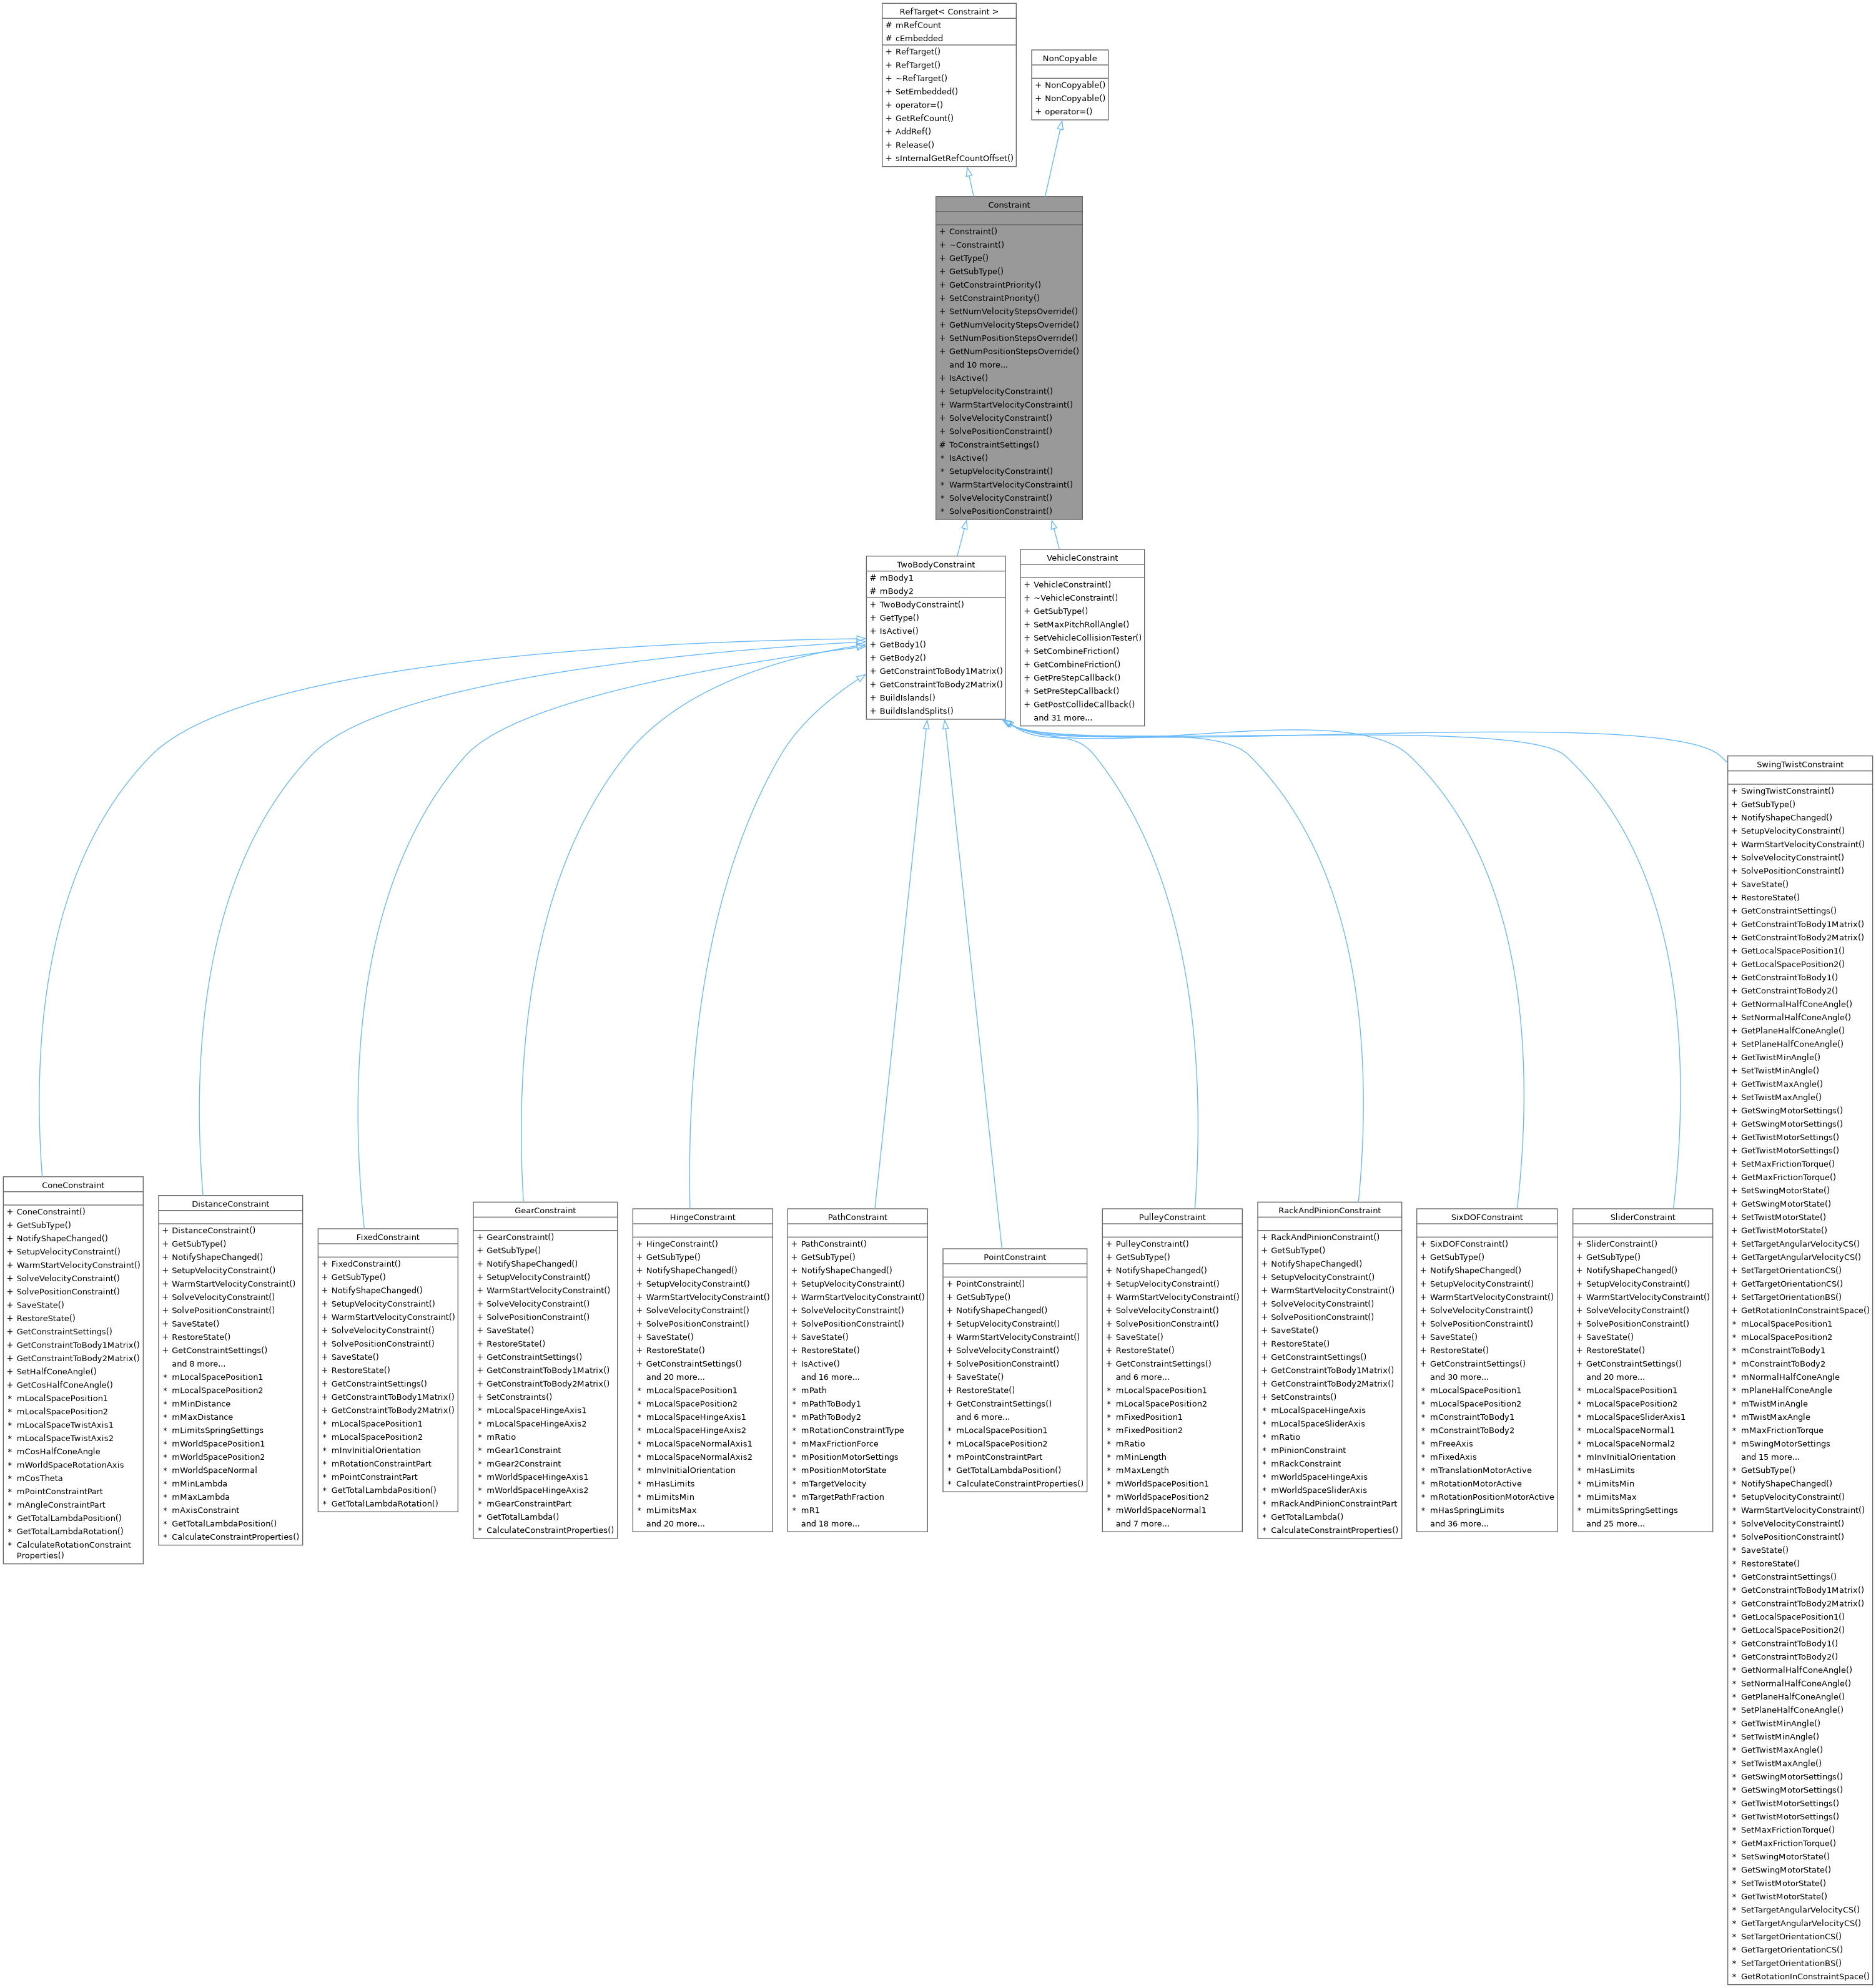 RefTarget< Constraint >
# mRefCount
# cEmbedded
+ RefTarget()
+ RefTarget()
+ ~RefTarget()
+ SetEmbedded()
+ operator=()
+ GetRefCount()
+ AddRef()
+ Release()
+ sInternalGetRefCountOffset()
NonCopyable
+ NonCopyable()
+ NonCopyable()
+ operator=()
Constraint
+ Constraint()
+ ~Constraint()
+ GetType()
+ GetSubType()
+ GetConstraintPriority()
+ SetConstraintPriority()
+ SetNumVelocityStepsOverride()
+ GetNumVelocityStepsOverride()
+ SetNumPositionStepsOverride()
+ GetNumPositionStepsOverride()
and 10 more...
+ IsActive()
+ SetupVelocityConstraint()
+ WarmStartVelocityConstraint()
+ SolveVelocityConstraint()
+ SolvePositionConstraint()
# ToConstraintSettings()
* IsActive()
* SetupVelocityConstraint()
* WarmStartVelocityConstraint()
* SolveVelocityConstraint()
* SolvePositionConstraint()
TwoBodyConstraint
# mBody1
# mBody2
+ TwoBodyConstraint()
+ GetType()
+ IsActive()
+ GetBody1()
+ GetBody2()
+ GetConstraintToBody1Matrix()
+ GetConstraintToBody2Matrix()
+ BuildIslands()
+ BuildIslandSplits()
VehicleConstraint
+ VehicleConstraint()
+ ~VehicleConstraint()
+ GetSubType()
+ SetMaxPitchRollAngle()
+ SetVehicleCollisionTester()
+ SetCombineFriction()
+ GetCombineFriction()
+ GetPreStepCallback()
+ SetPreStepCallback()
+ GetPostCollideCallback()
and 31 more...
ConeConstraint
+ ConeConstraint()
+ GetSubType()
+ NotifyShapeChanged()
+ SetupVelocityConstraint()
+ WarmStartVelocityConstraint()
+ SolveVelocityConstraint()
+ SolvePositionConstraint()
+ SaveState()
+ RestoreState()
+ GetConstraintSettings()
+ GetConstraintToBody1Matrix()
+ GetConstraintToBody2Matrix()
+ SetHalfConeAngle()
+ GetCosHalfConeAngle()
* mLocalSpacePosition1
* mLocalSpacePosition2
* mLocalSpaceTwistAxis1
* mLocalSpaceTwistAxis2
* mCosHalfConeAngle
* mWorldSpaceRotationAxis
* mCosTheta
* mPointConstraintPart
* mAngleConstraintPart
* GetTotalLambdaPosition()
* GetTotalLambdaRotation()
* CalculateRotationConstraint
Properties()
DistanceConstraint
+ DistanceConstraint()
+ GetSubType()
+ NotifyShapeChanged()
+ SetupVelocityConstraint()
+ WarmStartVelocityConstraint()
+ SolveVelocityConstraint()
+ SolvePositionConstraint()
+ SaveState()
+ RestoreState()
+ GetConstraintSettings()
and 8 more...
* mLocalSpacePosition1
* mLocalSpacePosition2
* mMinDistance
* mMaxDistance
* mLimitsSpringSettings
* mWorldSpacePosition1
* mWorldSpacePosition2
* mWorldSpaceNormal
* mMinLambda
* mMaxLambda
* mAxisConstraint
* GetTotalLambdaPosition()
* CalculateConstraintProperties()
FixedConstraint
+ FixedConstraint()
+ GetSubType()
+ NotifyShapeChanged()
+ SetupVelocityConstraint()
+ WarmStartVelocityConstraint()
+ SolveVelocityConstraint()
+ SolvePositionConstraint()
+ SaveState()
+ RestoreState()
+ GetConstraintSettings()
+ GetConstraintToBody1Matrix()
+ GetConstraintToBody2Matrix()
* mLocalSpacePosition1
* mLocalSpacePosition2
* mInvInitialOrientation
* mRotationConstraintPart
* mPointConstraintPart
* GetTotalLambdaPosition()
* GetTotalLambdaRotation()
GearConstraint
+ GearConstraint()
+ GetSubType()
+ NotifyShapeChanged()
+ SetupVelocityConstraint()
+ WarmStartVelocityConstraint()
+ SolveVelocityConstraint()
+ SolvePositionConstraint()
+ SaveState()
+ RestoreState()
+ GetConstraintSettings()
+ GetConstraintToBody1Matrix()
+ GetConstraintToBody2Matrix()
+ SetConstraints()
* mLocalSpaceHingeAxis1
* mLocalSpaceHingeAxis2
* mRatio
* mGear1Constraint
* mGear2Constraint
* mWorldSpaceHingeAxis1
* mWorldSpaceHingeAxis2
* mGearConstraintPart
* GetTotalLambda()
* CalculateConstraintProperties()
HingeConstraint
+ HingeConstraint()
+ GetSubType()
+ NotifyShapeChanged()
+ SetupVelocityConstraint()
+ WarmStartVelocityConstraint()
+ SolveVelocityConstraint()
+ SolvePositionConstraint()
+ SaveState()
+ RestoreState()
+ GetConstraintSettings()
and 20 more...
* mLocalSpacePosition1
* mLocalSpacePosition2
* mLocalSpaceHingeAxis1
* mLocalSpaceHingeAxis2
* mLocalSpaceNormalAxis1
* mLocalSpaceNormalAxis2
* mInvInitialOrientation
* mHasLimits
* mLimitsMin
* mLimitsMax
and 20 more...
PathConstraint
+ PathConstraint()
+ GetSubType()
+ NotifyShapeChanged()
+ SetupVelocityConstraint()
+ WarmStartVelocityConstraint()
+ SolveVelocityConstraint()
+ SolvePositionConstraint()
+ SaveState()
+ RestoreState()
+ IsActive()
and 16 more...
* mPath
* mPathToBody1
* mPathToBody2
* mRotationConstraintType
* mMaxFrictionForce
* mPositionMotorSettings
* mPositionMotorState
* mTargetVelocity
* mTargetPathFraction
* mR1
and 18 more...
PointConstraint
+ PointConstraint()
+ GetSubType()
+ NotifyShapeChanged()
+ SetupVelocityConstraint()
+ WarmStartVelocityConstraint()
+ SolveVelocityConstraint()
+ SolvePositionConstraint()
+ SaveState()
+ RestoreState()
+ GetConstraintSettings()
and 6 more...
* mLocalSpacePosition1
* mLocalSpacePosition2
* mPointConstraintPart
* GetTotalLambdaPosition()
* CalculateConstraintProperties()
PulleyConstraint
+ PulleyConstraint()
+ GetSubType()
+ NotifyShapeChanged()
+ SetupVelocityConstraint()
+ WarmStartVelocityConstraint()
+ SolveVelocityConstraint()
+ SolvePositionConstraint()
+ SaveState()
+ RestoreState()
+ GetConstraintSettings()
and 6 more...
* mLocalSpacePosition1
* mLocalSpacePosition2
* mFixedPosition1
* mFixedPosition2
* mRatio
* mMinLength
* mMaxLength
* mWorldSpacePosition1
* mWorldSpacePosition2
* mWorldSpaceNormal1
and 7 more...
RackAndPinionConstraint
+ RackAndPinionConstraint()
+ GetSubType()
+ NotifyShapeChanged()
+ SetupVelocityConstraint()
+ WarmStartVelocityConstraint()
+ SolveVelocityConstraint()
+ SolvePositionConstraint()
+ SaveState()
+ RestoreState()
+ GetConstraintSettings()
+ GetConstraintToBody1Matrix()
+ GetConstraintToBody2Matrix()
+ SetConstraints()
* mLocalSpaceHingeAxis
* mLocalSpaceSliderAxis
* mRatio
* mPinionConstraint
* mRackConstraint
* mWorldSpaceHingeAxis
* mWorldSpaceSliderAxis
* mRackAndPinionConstraintPart
* GetTotalLambda()
* CalculateConstraintProperties()
SixDOFConstraint
+ SixDOFConstraint()
+ GetSubType()
+ NotifyShapeChanged()
+ SetupVelocityConstraint()
+ WarmStartVelocityConstraint()
+ SolveVelocityConstraint()
+ SolvePositionConstraint()
+ SaveState()
+ RestoreState()
+ GetConstraintSettings()
and 30 more...
* mLocalSpacePosition1
* mLocalSpacePosition2
* mConstraintToBody1
* mConstraintToBody2
* mFreeAxis
* mFixedAxis
* mTranslationMotorActive
* mRotationMotorActive
* mRotationPositionMotorActive
* mHasSpringLimits
and 36 more...
SliderConstraint
+ SliderConstraint()
+ GetSubType()
+ NotifyShapeChanged()
+ SetupVelocityConstraint()
+ WarmStartVelocityConstraint()
+ SolveVelocityConstraint()
+ SolvePositionConstraint()
+ SaveState()
+ RestoreState()
+ GetConstraintSettings()
and 20 more...
* mLocalSpacePosition1
* mLocalSpacePosition2
* mLocalSpaceSliderAxis1
* mLocalSpaceNormal1
* mLocalSpaceNormal2
* mInvInitialOrientation
* mHasLimits
* mLimitsMin
* mLimitsMax
* mLimitsSpringSettings
and 25 more...
SwingTwistConstraint
+ SwingTwistConstraint()
+ GetSubType()
+ NotifyShapeChanged()
+ SetupVelocityConstraint()
+ WarmStartVelocityConstraint()
+ SolveVelocityConstraint()
+ SolvePositionConstraint()
+ SaveState()
+ RestoreState()
+ GetConstraintSettings()
+ GetConstraintToBody1Matrix()
+ GetConstraintToBody2Matrix()
+ GetLocalSpacePosition1()
+ GetLocalSpacePosition2()
+ GetConstraintToBody1()
+ GetConstraintToBody2()
+ GetNormalHalfConeAngle()
+ SetNormalHalfConeAngle()
+ GetPlaneHalfConeAngle()
+ SetPlaneHalfConeAngle()
+ GetTwistMinAngle()
+ SetTwistMinAngle()
+ GetTwistMaxAngle()
+ SetTwistMaxAngle()
+ GetSwingMotorSettings()
+ GetSwingMotorSettings()
+ GetTwistMotorSettings()
+ GetTwistMotorSettings()
+ SetMaxFrictionTorque()
+ GetMaxFrictionTorque()
+ SetSwingMotorState()
+ GetSwingMotorState()
+ SetTwistMotorState()
+ GetTwistMotorState()
+ SetTargetAngularVelocityCS()
+ GetTargetAngularVelocityCS()
+ SetTargetOrientationCS()
+ GetTargetOrientationCS()
+ SetTargetOrientationBS()
+ GetRotationInConstraintSpace()
* mLocalSpacePosition1
* mLocalSpacePosition2
* mConstraintToBody1
* mConstraintToBody2
* mNormalHalfConeAngle
* mPlaneHalfConeAngle
* mTwistMinAngle
* mTwistMaxAngle
* mMaxFrictionTorque
* mSwingMotorSettings
and 15 more...
* GetSubType()
* NotifyShapeChanged()
* SetupVelocityConstraint()
* WarmStartVelocityConstraint()
* SolveVelocityConstraint()
* SolvePositionConstraint()
* SaveState()
* RestoreState()
* GetConstraintSettings()
* GetConstraintToBody1Matrix()
* GetConstraintToBody2Matrix()
* GetLocalSpacePosition1()
* GetLocalSpacePosition2()
* GetConstraintToBody1()
* GetConstraintToBody2()
* GetNormalHalfConeAngle()
* SetNormalHalfConeAngle()
* GetPlaneHalfConeAngle()
* SetPlaneHalfConeAngle()
* GetTwistMinAngle()
* SetTwistMinAngle()
* GetTwistMaxAngle()
* SetTwistMaxAngle()
* GetSwingMotorSettings()
* GetSwingMotorSettings()
* GetTwistMotorSettings()
* GetTwistMotorSettings()
* SetMaxFrictionTorque()
* GetMaxFrictionTorque()
* SetSwingMotorState()
* GetSwingMotorState()
* SetTwistMotorState()
* GetTwistMotorState()
* SetTargetAngularVelocityCS()
* GetTargetAngularVelocityCS()
* SetTargetOrientationCS()
* GetTargetOrientationCS()
* SetTargetOrientationBS()
* GetRotationInConstraintSpace()